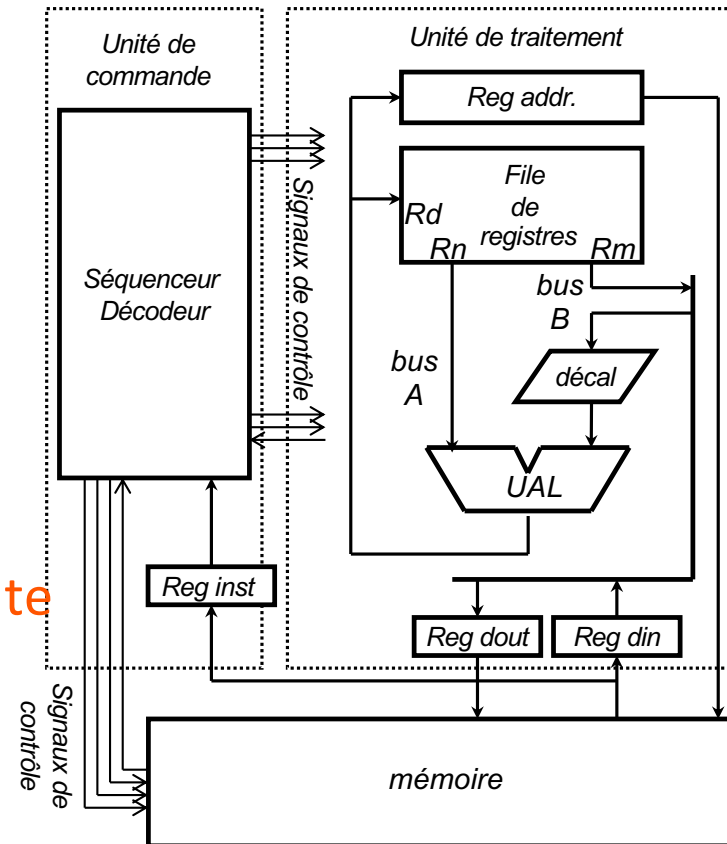 Unité de
commande
Unité de traitement
Reg addr.
File
de
registres
Rd
Rn
Rm
Séquenceur
Décodeur
Signaux de contrôle
bus
B
bus
A
décal
UAL
te
Reg inst
Reg dout
Reg din
Signaux de
contrôle
mémoire